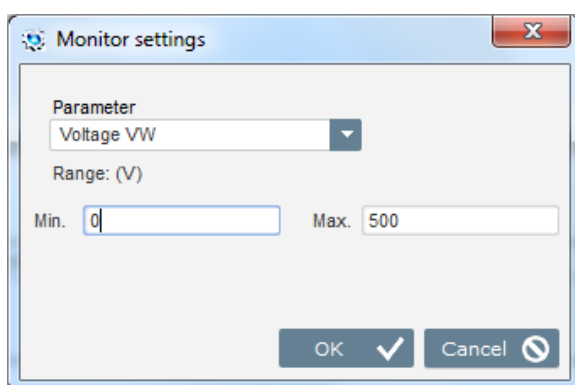 Monitor settings
Parameter
Voltage VW
Range: (V)
Min. 0 Max. 500
OK Cancel